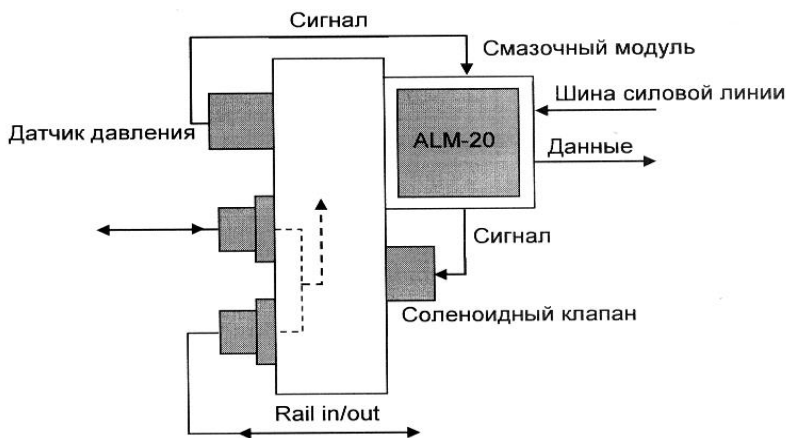 Сигнал
Смазочный модуль
Шина силовой линии
Датчик давления
ALM-20
Данные
Сигнал
Соленоидный клапан
Rail in/out